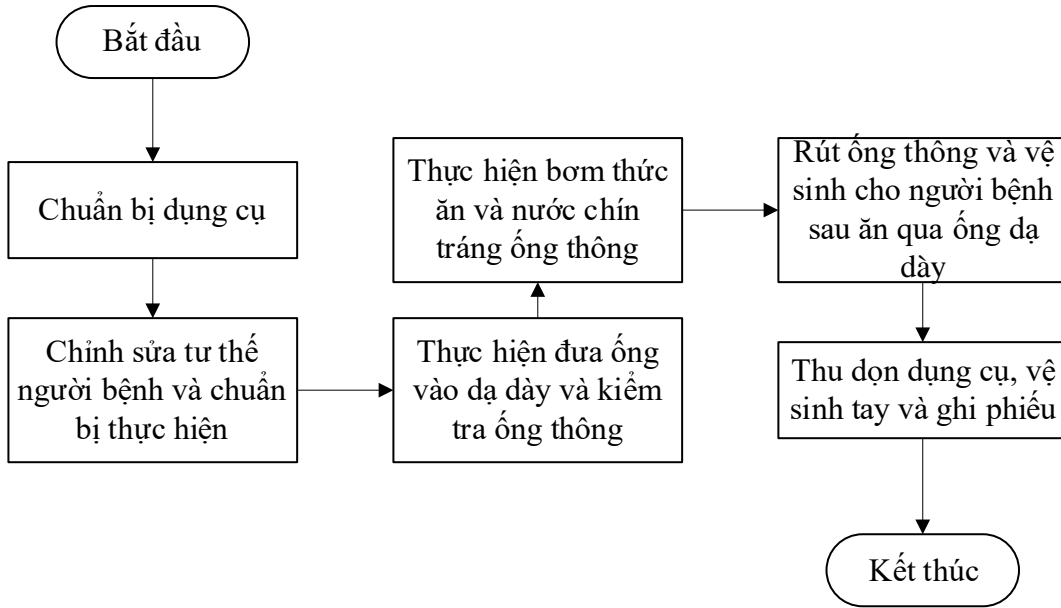 Bắt đầu
Chuẩn bị dụng cụ
Chỉnh sửa tư thế
người bệnh và chuẩn
bị thực hiện
Thực hiện đưa ống
vào dạ dày và kiểm
tra ống thông
Thực hiện bơm thức
ăn và nước chín
tráng ống thông
Rút ống thông và vệ
sinh cho người bệnh
sau ăn qua ống dạ
dày
Thu dọn dụng cụ, vệ
sinh tay và ghi phiếu
Kết thúc